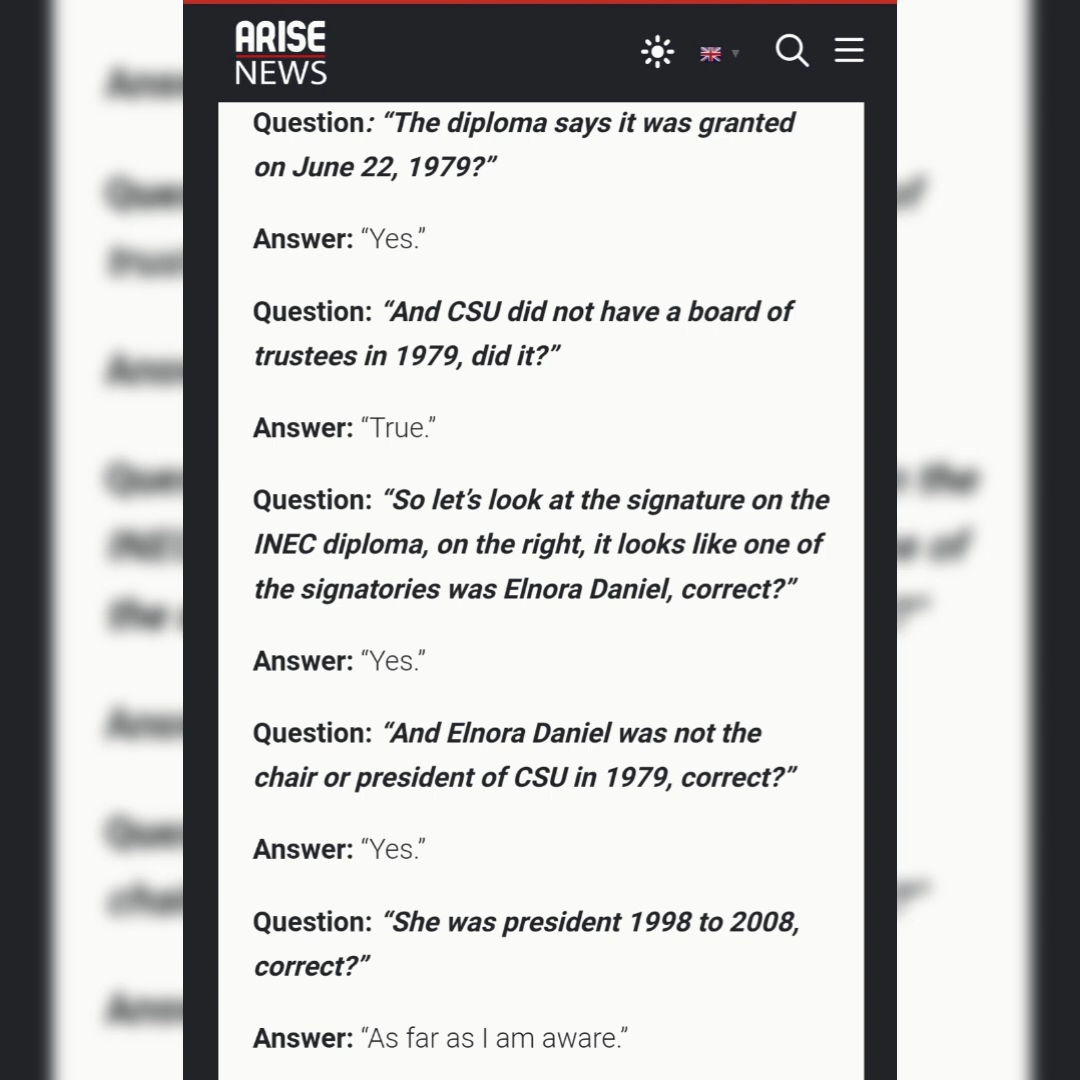 ARISE
NEWS
Question: “The diploma says it was granted
on June 22, 1979?”
Answer: “Yes.”
Question: “And CSU did not have a board of
trustees in 1979, did it?”
Answer: “True.”
Question: “So let’s look at the signature on the
INEC diploma, on the right, it looks like one of
the signatories was Elnora Daniel, correct?”
Answer: “Yes.”
Question: “And Elnora Daniel was not the
chair or president of CSU in 1979, correct?”
Answer: “Yes.”
Question: “She was president 1998 to 2008,
correct?”
Answer: “As far as I am aware.”